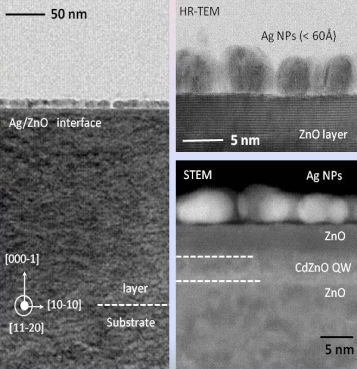 50 nm
Ag/ZnO interface
[000-1]
[10-10]
[11-20]
layer
Substrate
HR-TEM
Ag NPs (< 60Å)
5 nm
ZnO layer
STEM
Ag NPs
ZnO
CdZnO QW
ZnO
5 nm